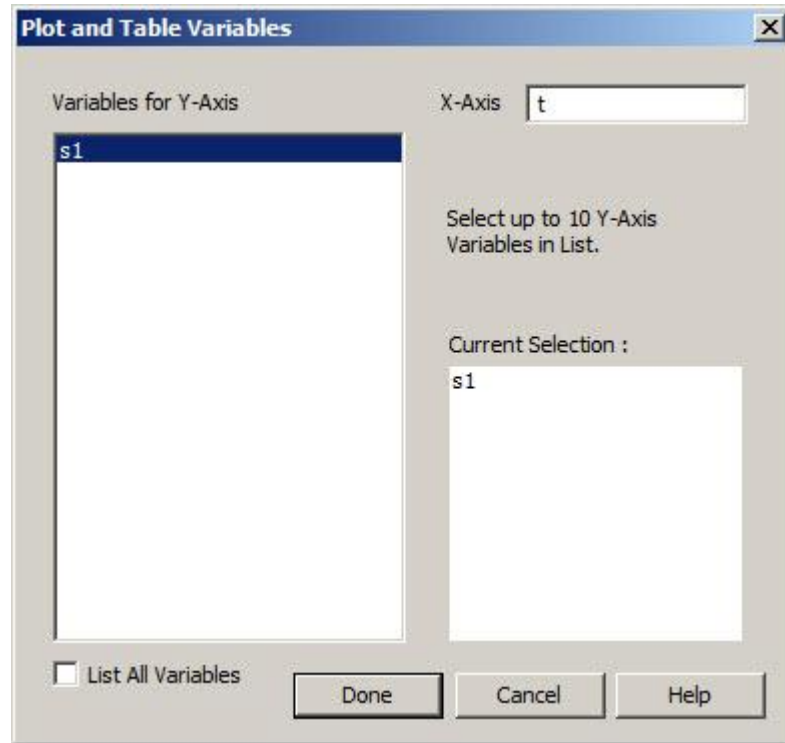 Plot and Table Variables
Variables for Y-Axis
X-Axis
t
s1
Select up to 10 Y-Axis
Variables in List.
Current Selection :
s1
List All Variables
Done
Cancel
Help